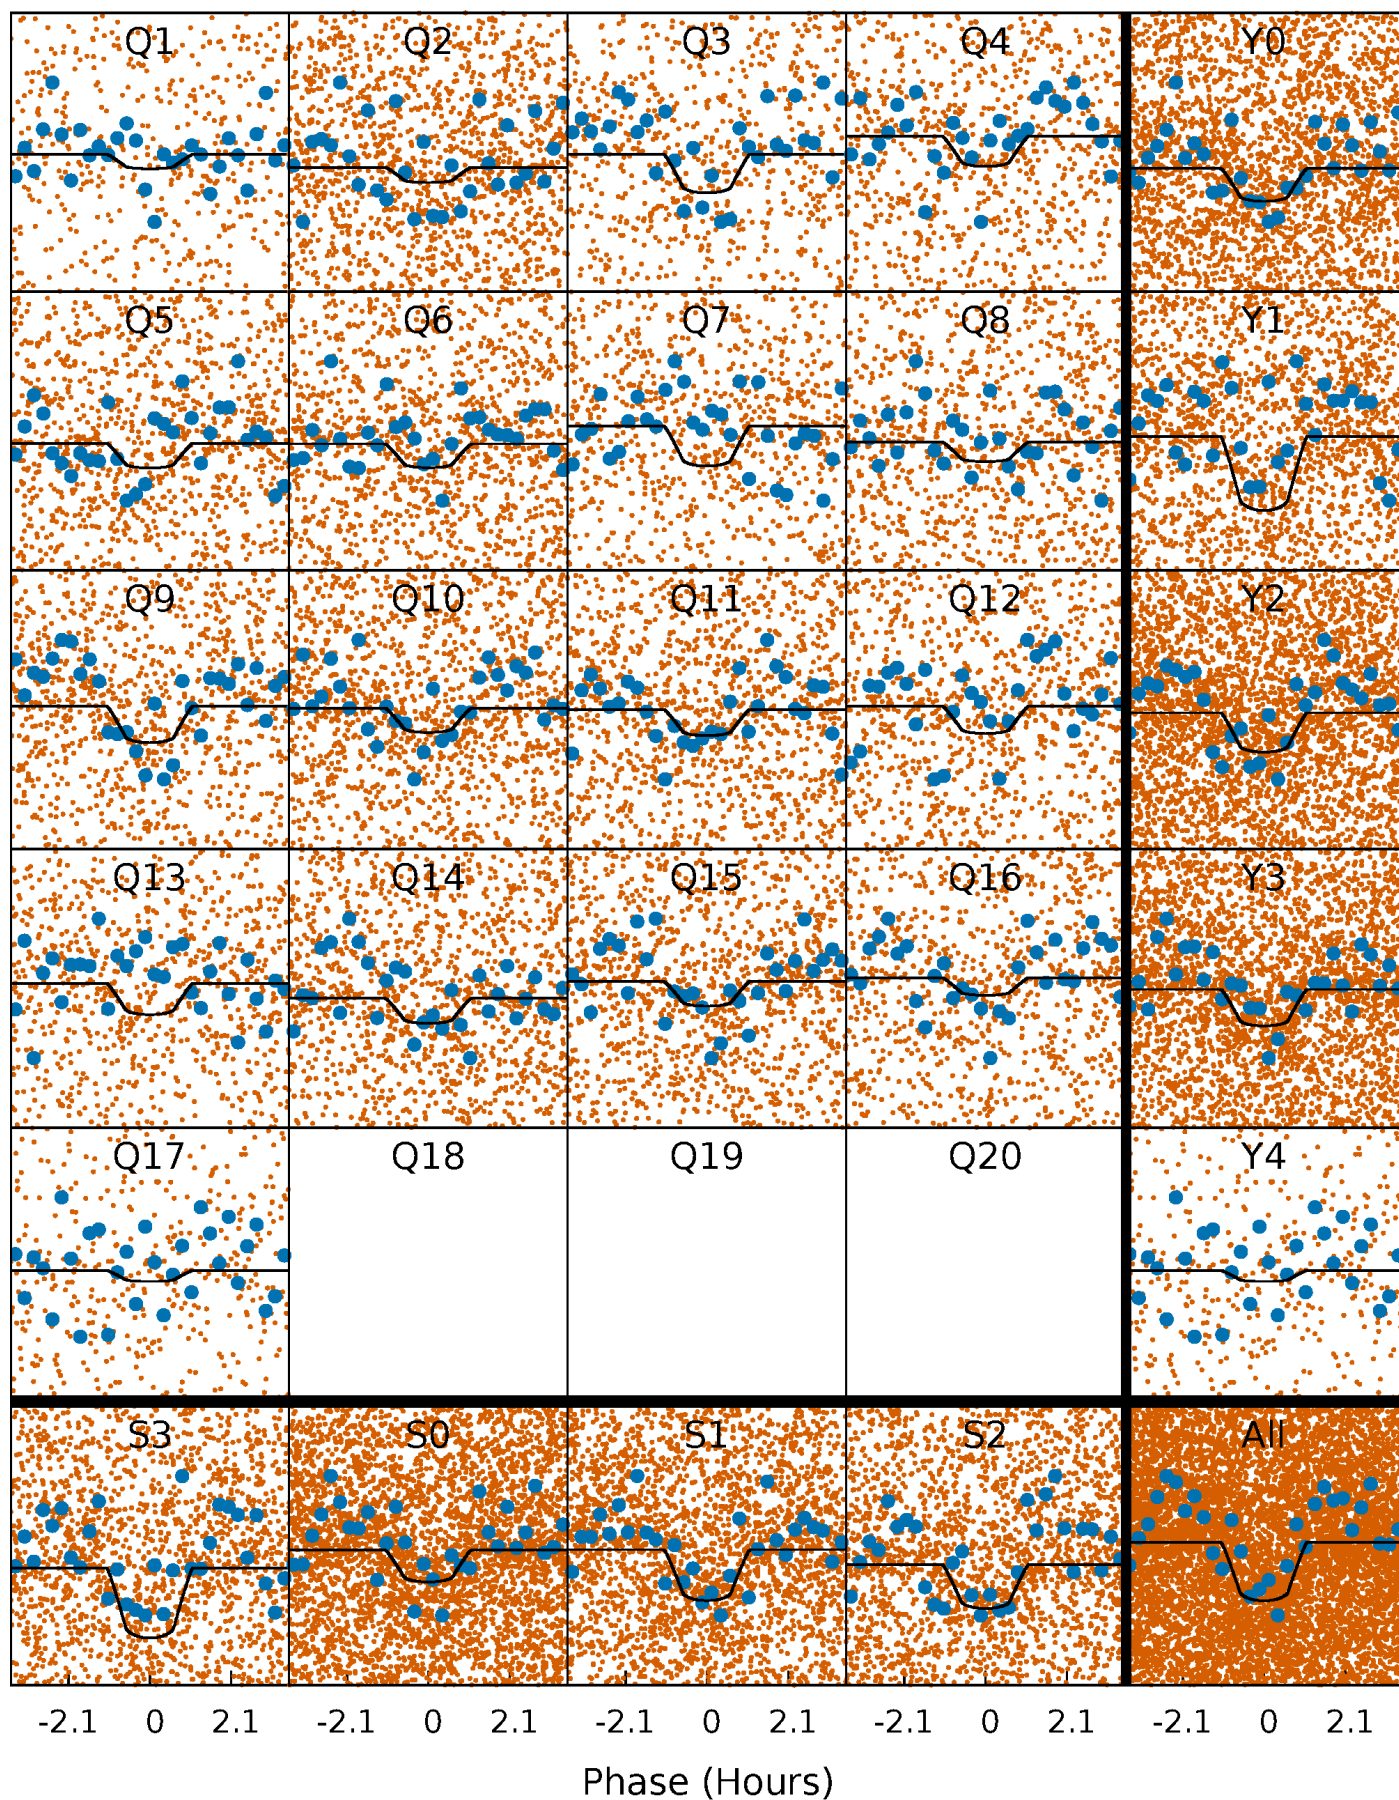 Q1 Q2 Q3 Q4 Y0
Q5 Q6 Q7 Q8 Y1
Q9 Q10 Q11 Q12 Y2
Q13 Q14 Q15 Q16 Y3
Q17 Q18 Q19 Q20 Y4
S3 S0 S1 S2 All
-2.1 0 2.1 -2.1 0 2.1 -2.1 0 2.1 -2.1 0 2.1 -2.1 0 2.1
Phase (Hours)